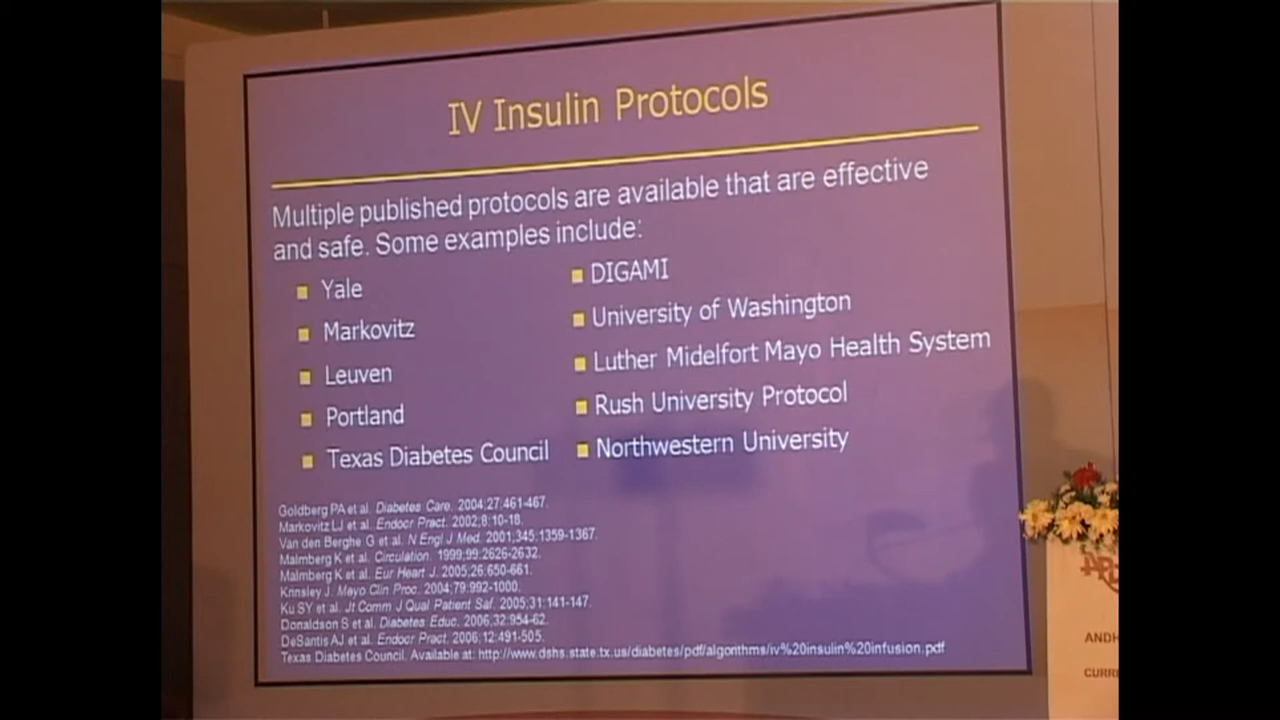 IV Insulin Protocols
Multiple published protocols are available that are effective
and safe. Some examples include:
Yale
Markovitz
Leuven
Portland
Texas Diabetes Council
DIGAMI
University of Washington
Luther Midelfort Mayo Health System
Rush University Protocol
Northwestern University
Goldberg PA et al. Diabetes Care. 2004;27:461-467.
Markovitz LJ et al. Endocr Pract. 2002;8:10-18.
Van den Berghe G et al. N Engl J Med. 2001;345:1359-1367.
Malmberg K et al. Circulation. 1999;99:2626-2632.
Malmberg K et al. Eur Heart J. 2005;26:650-661.
Krinsley J. Mayo Clin Proc. 2004;79:992-1000.
Ku SY et al. Jt Comm J Qual Patient Saf. 2005;31:141-147.
Donaldson S et al. Diabetes Educ. 2006;32:954-62.
DeSantis AJ et al. Endocr Pract. 2006;12:491-505.
Texas Diabetes Council. Available at: http://www.dshs.state.tx.us/diabetes/pdf/algorithms/iv%20insulin%20infusion.pdf
ANDH
CURRE